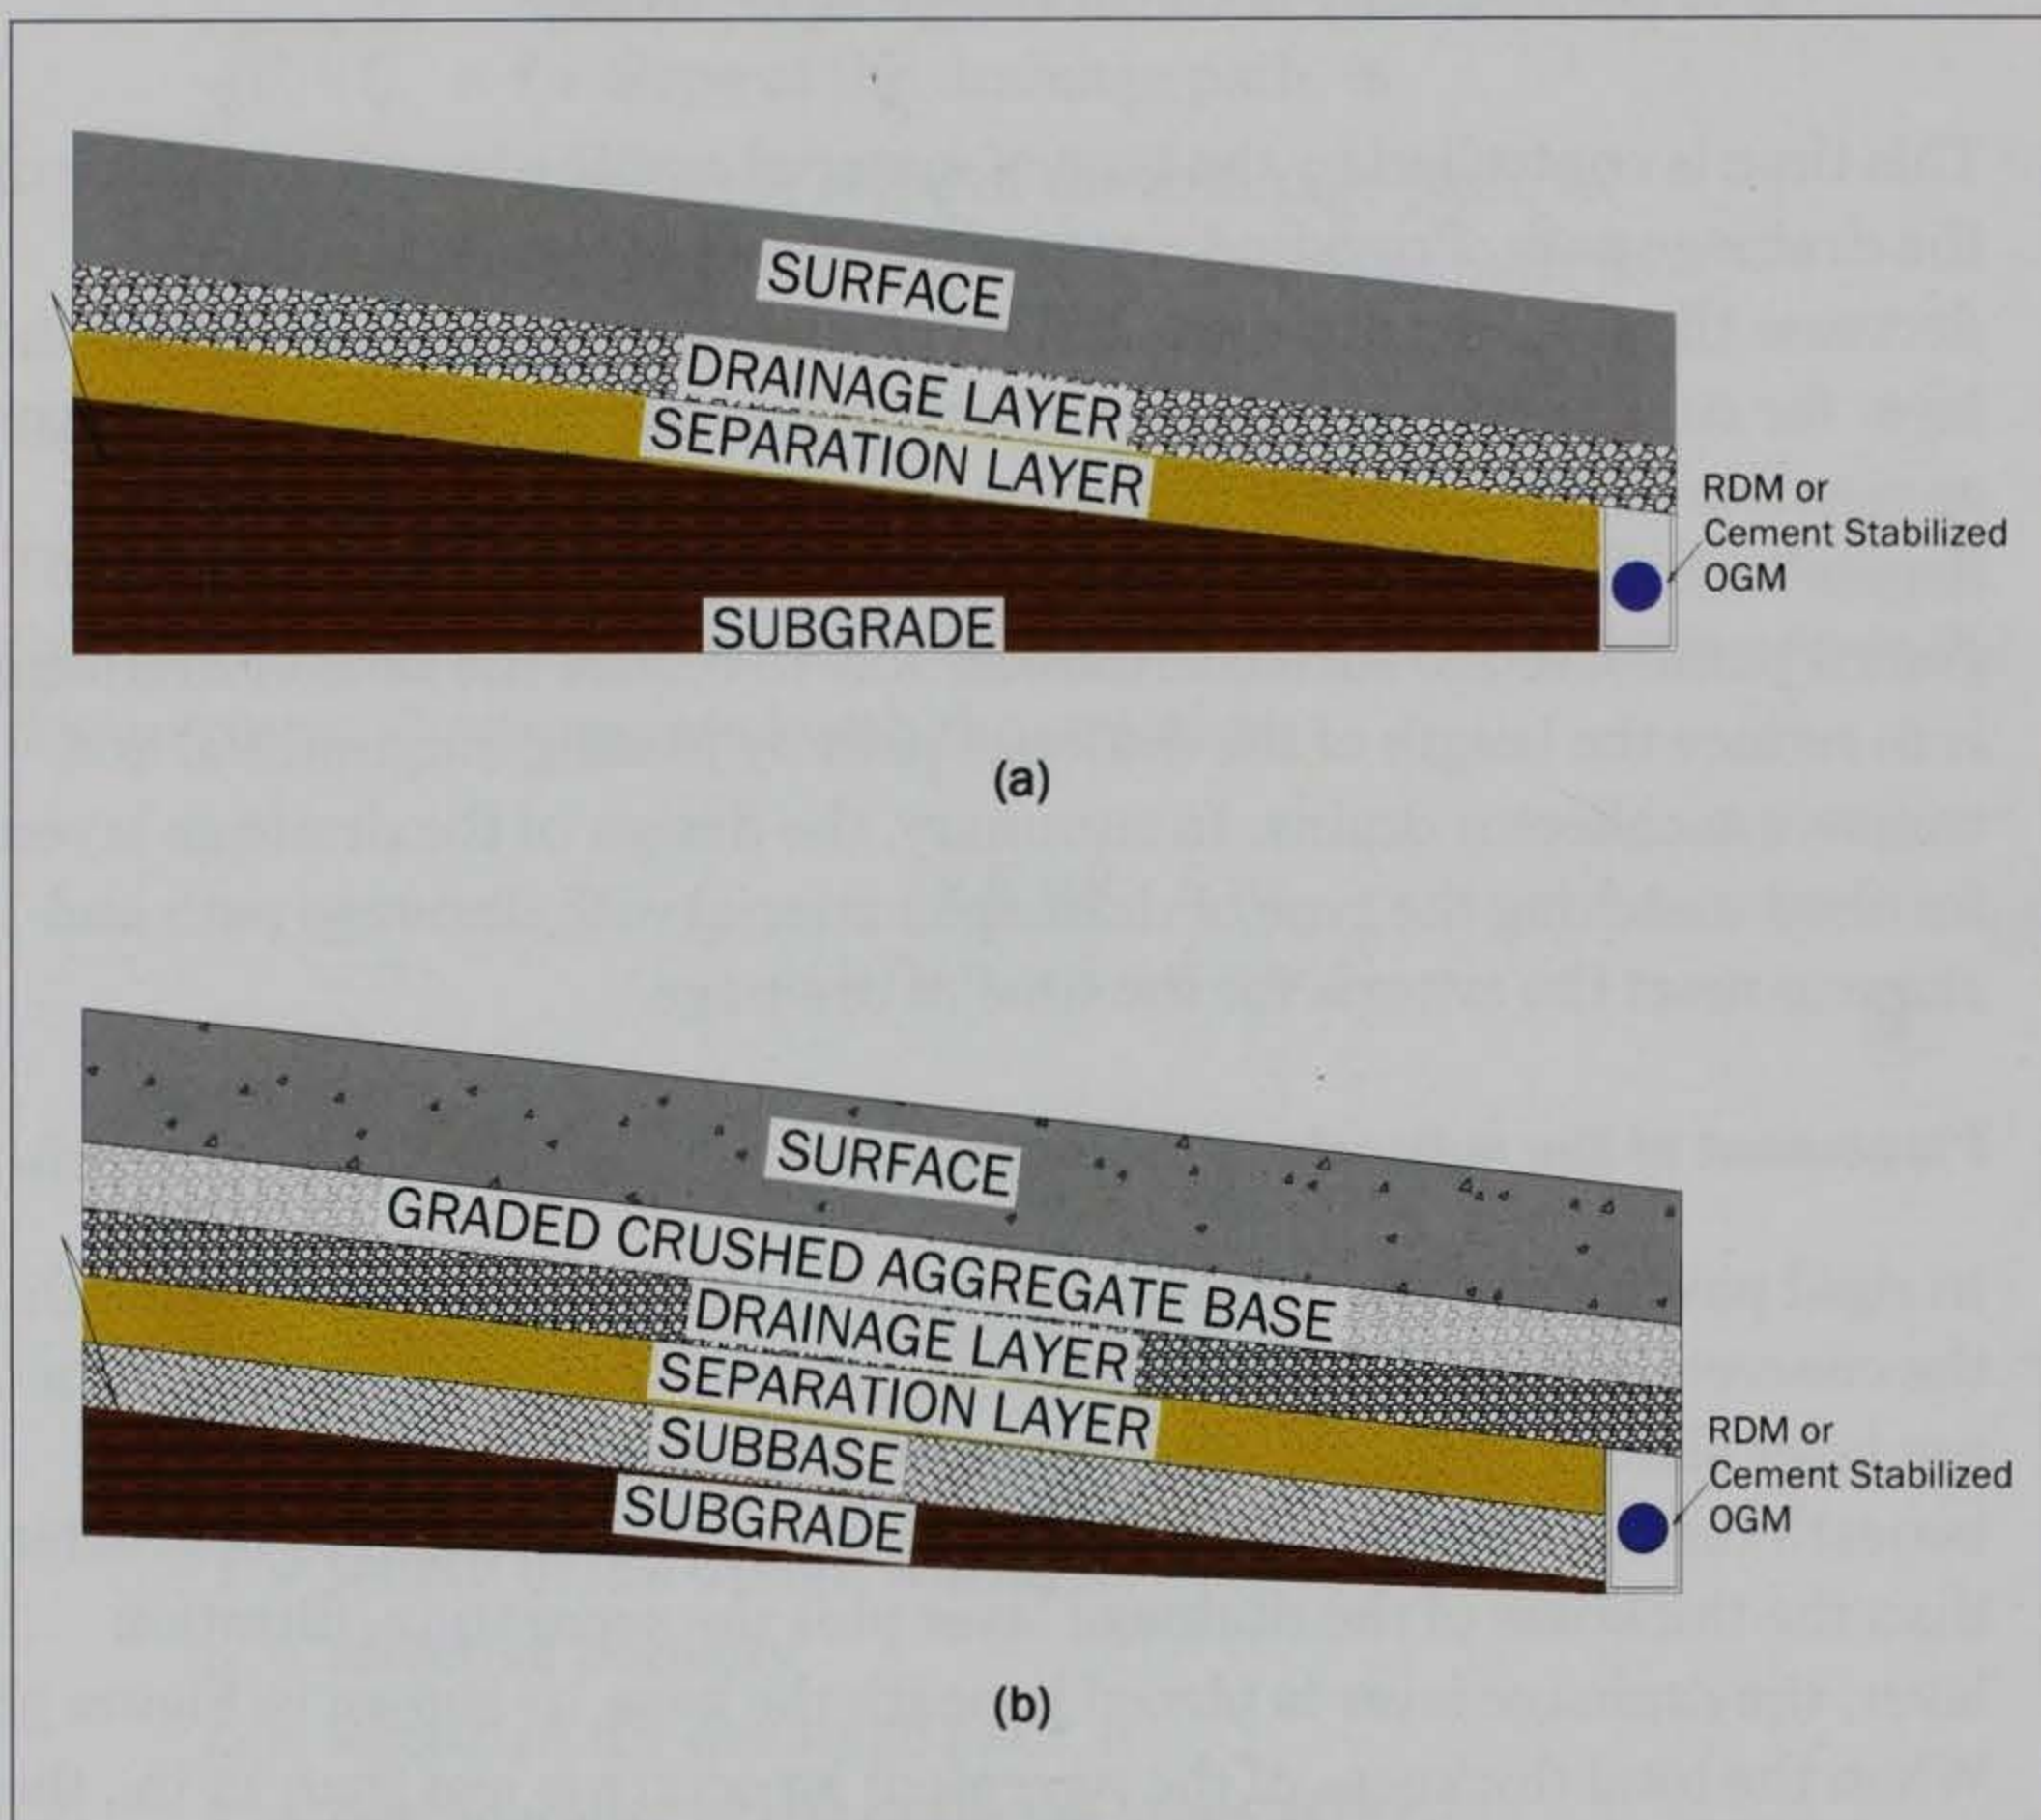 SURFACE
DRAINAGE LAYER
SEPARATION LAYER
SUBGRADE
RDM or
Cement Stabilized
OGM
(a)
SURFACE
GRADED CRUSHED AGGREGATE BASE
DRAINAGE LAYER
SEPARATION LAYER
SUBBASE
SUBGRADE
RDM or
Cement Stabilized
OGM
(b)